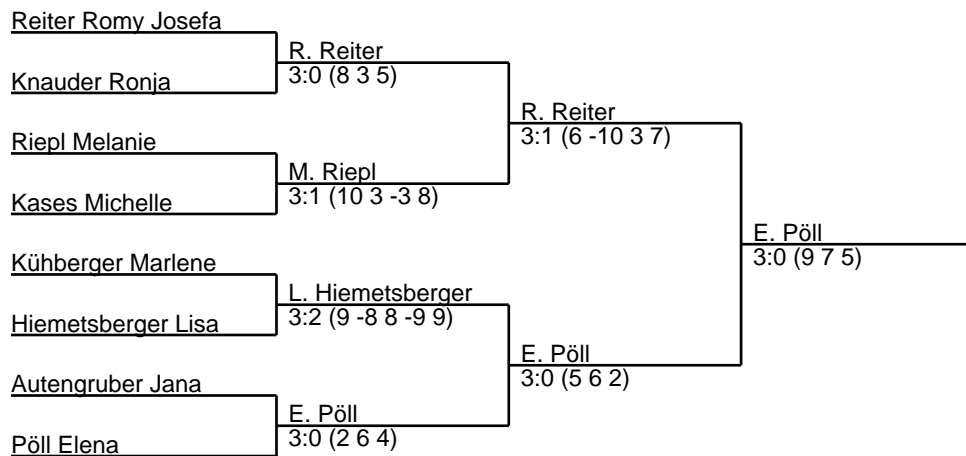 Reiter Romy Josefa
R. Reiter
3:0 (8 3 5)
Knauder Ronja
R. Reiter
3:1 (6 -10 3 7)
Riepl Melanie
M. Riepl
3:1 (10 3 -3 8)
Kases Michelle
E. Pöll
3:0 (9 7 5)
Kühberger Marlene
L. Hiemetsberger
3:2 (9 -8 8 -9 9)
Hiemetsberger Lisa
E. Pöll
3:0 (5 6 2)
Autengruber Jana
E. Pöll
3:0 (2 6 4)
Pöll Elena